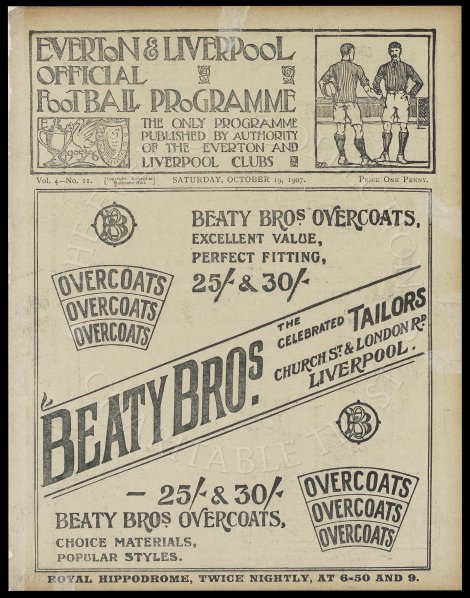 EVERTON & LIVERPOOL
OFFICIAL
FOOTBALL PROGRAMME
THE ONLY PROGRAMME
PUBLISHED BY AUTHORITY
OF THE EVERTON AND
LIVERPOOL CLUBS
Vol. 4—No. 11.
SATURDAY, OCTOBER 19, 1907.
PRICE ONE PENNY.
BEATY BROS OVERCOATS,
EXCELLENT VALUE,
PERFECT FITTING,
25/- & 30/-
OVERCOATS
OVERCOATS
OVERCOATS
BEATY BROS.
THE CELEBRATED TAILORS
CHURCH ST & LONDON RD
LIVERPOOL.
– 25/- & 30/-
BEATY BROS OVERCOATS,
CHOICE MATERIALS,
POPULAR STYLES.
OVERCOATS
OVERCOATS
OVERCOATS
ROYAL HIPPODROME, TWICE NIGHTLY, AT 6-50 AND 9.